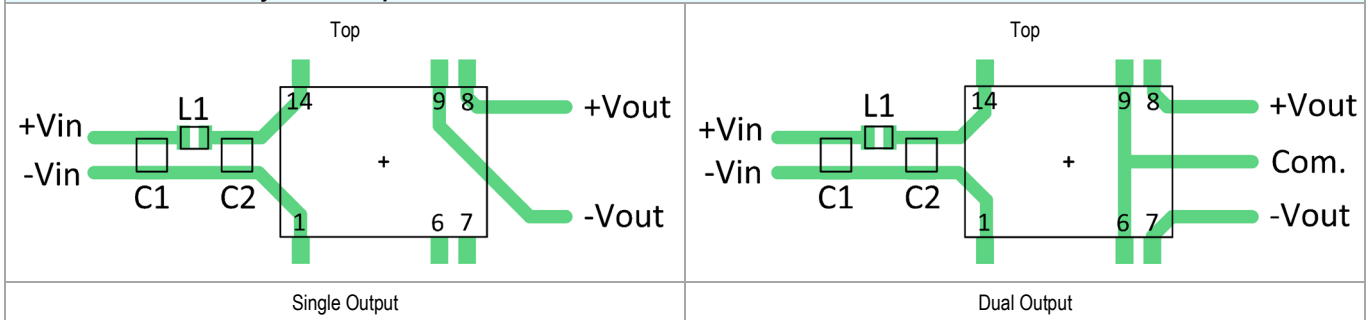 Top
L1
14
9
8
+Vin
+Vout
-Vin
+
C1
C2
1
6
7
-Vout
Single Output
Top
L1
14
9
8
+Vin
+Vout
-Vin
+
Com.
C1
C2
1
6
7
-Vout
Dual Output